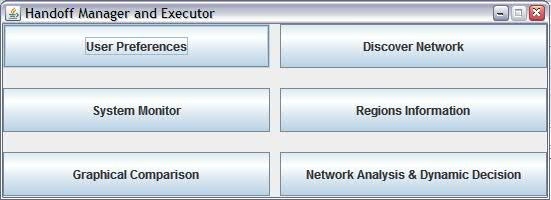 Handoff Manager and Executor
User Preferences
Discover Network
System Monitor
Regions Information
Graphical Comparison
Network Analysis & Dynamic Decision